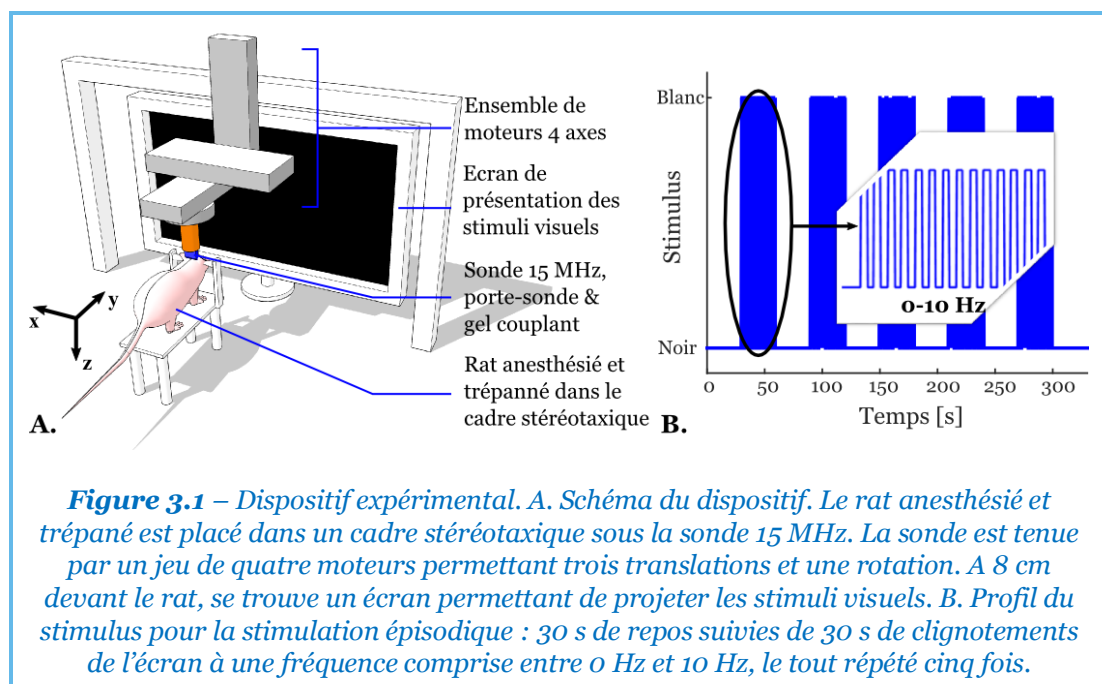 Ensemble de
moteurs 4 axes
Ecran de
présentation des
stimuli visuels
Sonde 15 MHz,
porte-sonde &
gel couplant
Rat anesthésié et
trépanné dans le
cadre stéréotaxique
x
y
z
A.
Stimulus
Blanc
Noir
0-10 Hz
0 50 100 150 200 250 300
Temps [s]
B.
Figure 3.1 – Dispositif expérimental. A. Schéma du dispositif. Le rat anesthésié et
trépané est placé dans un cadre stéréotaxique sous la sonde 15 MHz. La sonde est tenue
par un jeu de quatre moteurs permettant trois translations et une rotation. A 8 cm
devant le rat, se trouve un écran permettant de projeter les stimuli visuels. B. Profil du
stimulus pour la stimulation épisodique : 30 s de repos suivies de 30 s de clignotements
de l’écran à une fréquence comprise entre 0 Hz et 10 Hz, le tout répété cinq fois.